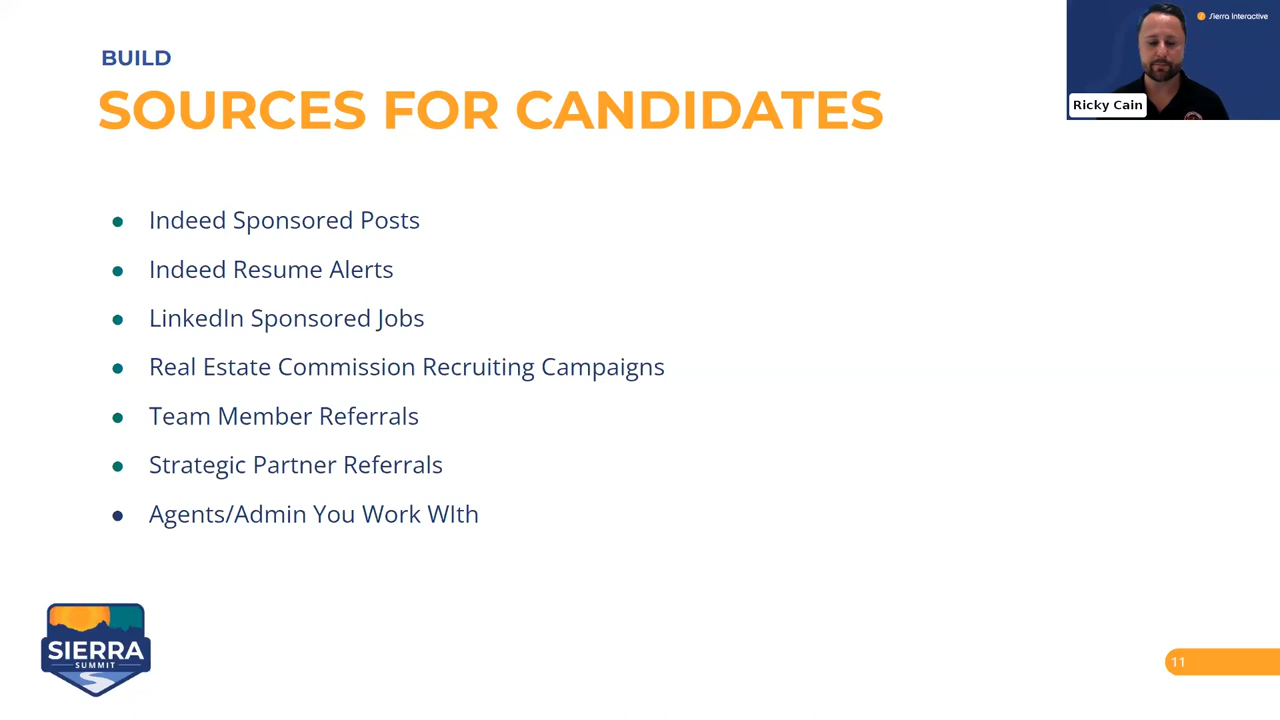 BUILD
SOURCES FOR CANDIDATES
Sierra Interactive
Ricky Cain
● Indeed Sponsored Posts
● Indeed Resume Alerts
● LinkedIn Sponsored Jobs
● Real Estate Commission Recruiting Campaigns
● Team Member Referrals
● Strategic Partner Referrals
● Agents/Admin You Work WIth
SIERRA
SUMMIT
11